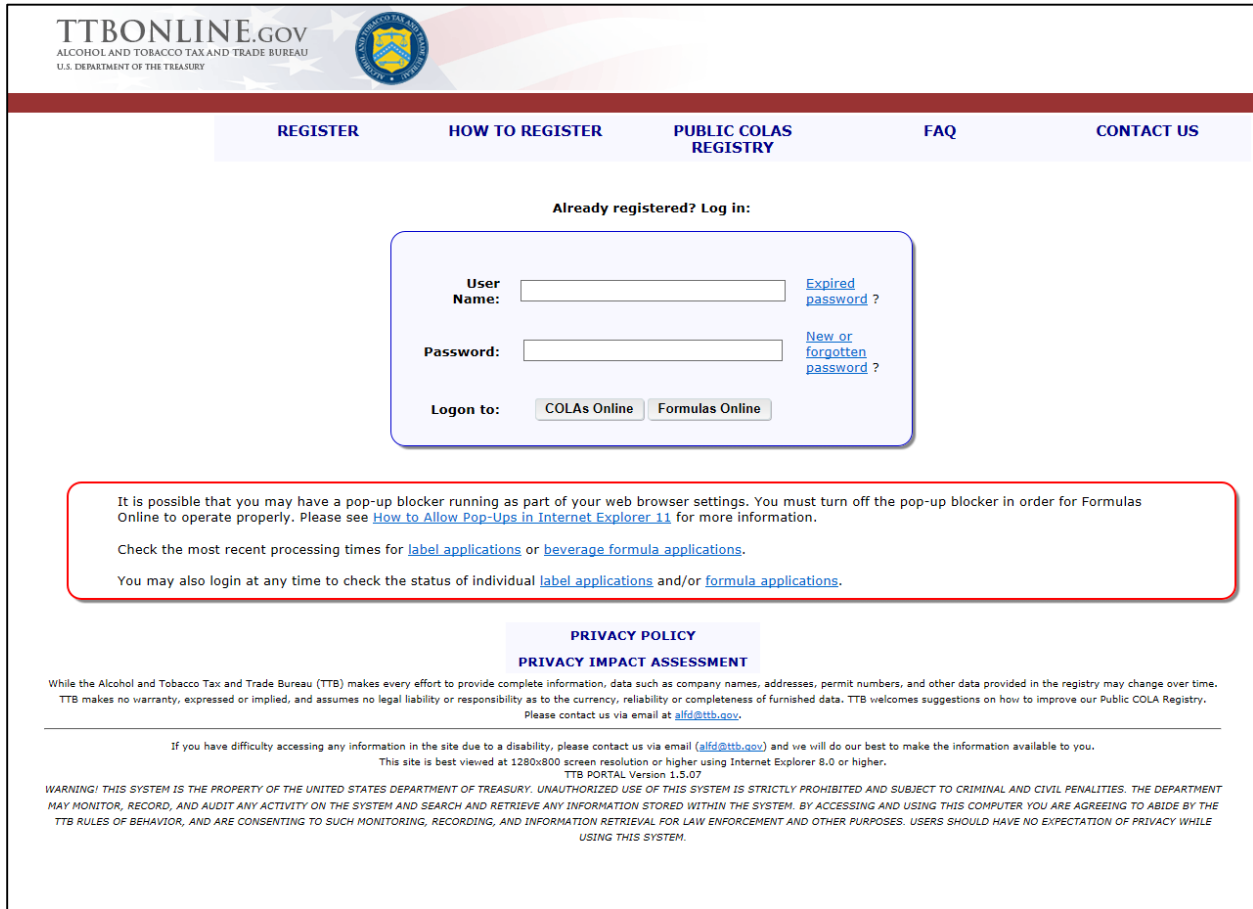 TTBONLINE.GOV
ALCOHOL AND TOBACCO TAX AND TRADE BUREAU
U.S. DEPARTMENT OF THE TREASURY
ALCOHOL AND TOBACCO TAX AND TRADE BUREAU
REGISTER
HOW TO REGISTER
PUBLIC COLAS
REGISTRY
FAQ
CONTACT US
Already registered? Log in:
User
Name:
Expired
password ?
Password:
New or
forgotten
password ?
Logon to:
COLAs Online
Formulas Online
It is possible that you may have a pop-up blocker running as part of your web browser settings. You must turn off the pop-up blocker in order for Formulas
Online to operate properly. Please see How to Allow Pop-Ups in Internet Explorer 11 for more information.
Check the most recent processing times for label applications or beverage formula applications.
You may also login at any time to check the status of individual label applications and/or formula applications.
PRIVACY POLICY
PRIVACY IMPACT ASSESSMENT
While the Alcohol and Tobacco Tax and Trade Bureau (TTB) makes every effort to provide complete information, data such as company names, addresses, permit numbers, and other data provided in the registry may change over time.
TTB makes no warranty, expressed or implied, and assumes no legal liability or responsibility as to the currency, reliability or completeness of furnished data. TTB welcomes suggestions on how to improve our Public COLA Registry.
Please contact us via email at alfd@ttb.gov.
If you have difficulty accessing any information in the site due to a disability, please contact us via email (alfd@ttb.gov) and we will do our best to make the information available to you.
This site is best viewed at 1280x800 screen resolution or higher using Internet Explorer 8.0 or higher.
TTB PORTAL Version 1.5.07
WARNING! THIS SYSTEM IS THE PROPERTY OF THE UNITED STATES DEPARTMENT OF TREASURY. UNAUTHORIZED USE OF THIS SYSTEM IS STRICTLY PROHIBITED AND SUBJECT TO CRIMINAL AND CIVIL PENALITIES. THE DEPARTMENT
MAY MONITOR, RECORD, AND AUDIT ANY ACTIVITY ON THE SYSTEM AND SEARCH AND RETRIEVE ANY INFORMATION STORED WITHIN THE SYSTEM. BY ACCESSING AND USING THIS COMPUTER YOU ARE AGREEING TO ABIDE BY THE
TTB RULES OF BEHAVIOR, AND ARE CONSENTING TO SUCH MONITORING, RECORDING, AND INFORMATION RETRIEVAL FOR LAW ENFORCEMENT AND OTHER PURPOSES. USERS SHOULD HAVE NO EXPECTATION OF PRIVACY WHILE
USING THIS SYSTEM.